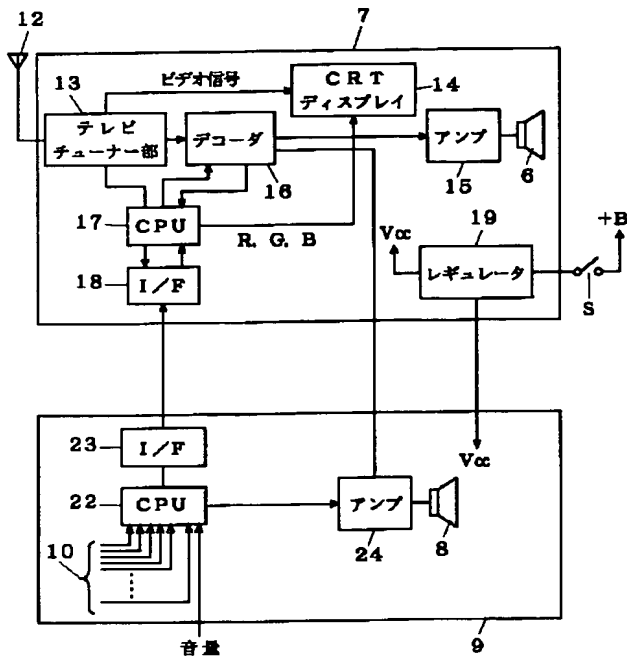 12
7
ビデオ信号
CRT
ディスプレイ
14
13
テレビ
チューナー部
デコーダ
16
アンプ
15
6
17
CPU
R. G. B
18
I/F
19
Vcc
レギュレータ
+B
S
23
I/F
Vcc
22
CPU
アンプ
24
8
10
音量
9